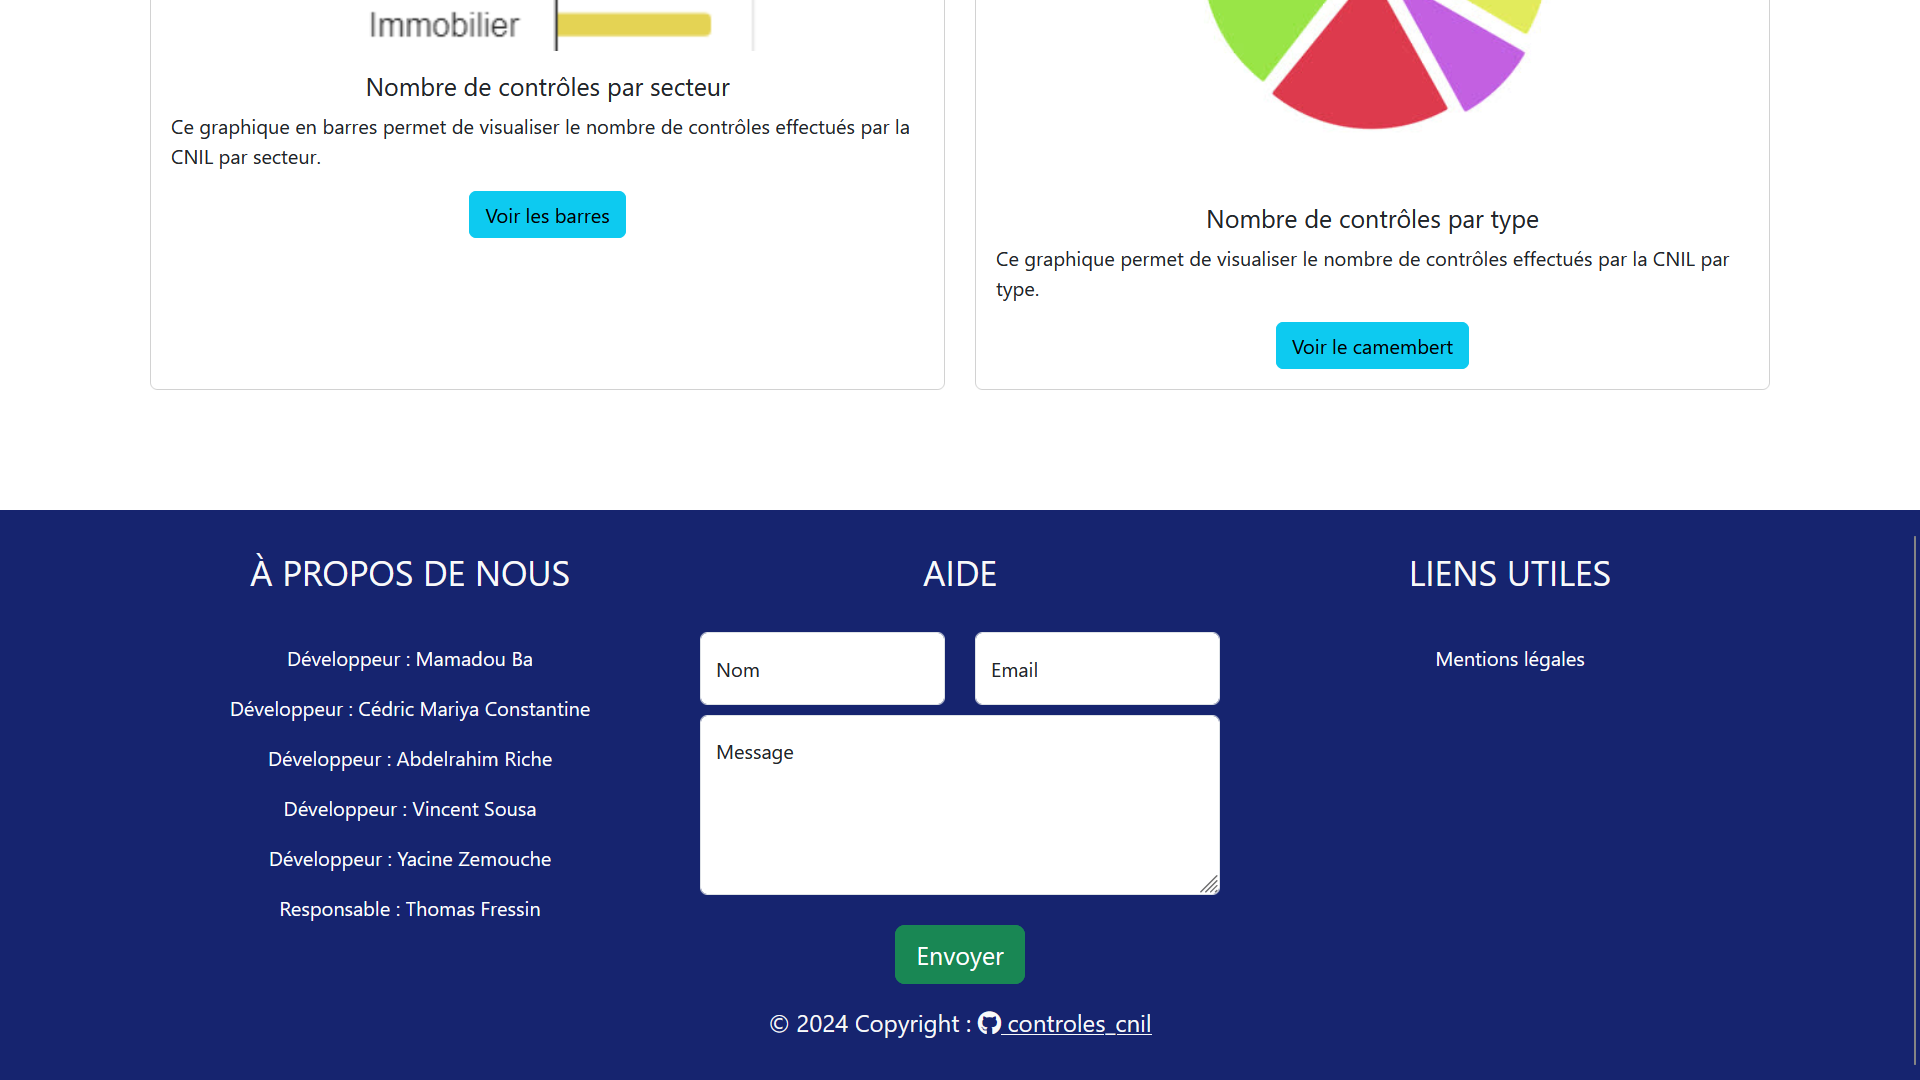 Immobilier
Nombre de contrôles par secteur
Ce graphique en barres permet de visualiser le nombre de contrôles effectués par la
CNIL par secteur.
Voir les barres
Nombre de contrôles par type
Ce graphique permet de visualiser le nombre de contrôles effectués par la CNIL par
type.
Voir le camembert
À PROPOS DE NOUS
Développeur : Mamadou Ba
Développeur : Cédric Mariya Constantine
Développeur : Abdelrahim Riche
Développeur : Vincent Sousa
Développeur : Yacine Zemouche
Responsable : Thomas Fressin
AIDE
Nom
Email
Message
Envoyer
LIENS UTILES
Mentions légales
© 2024 Copyright : controles_cnil